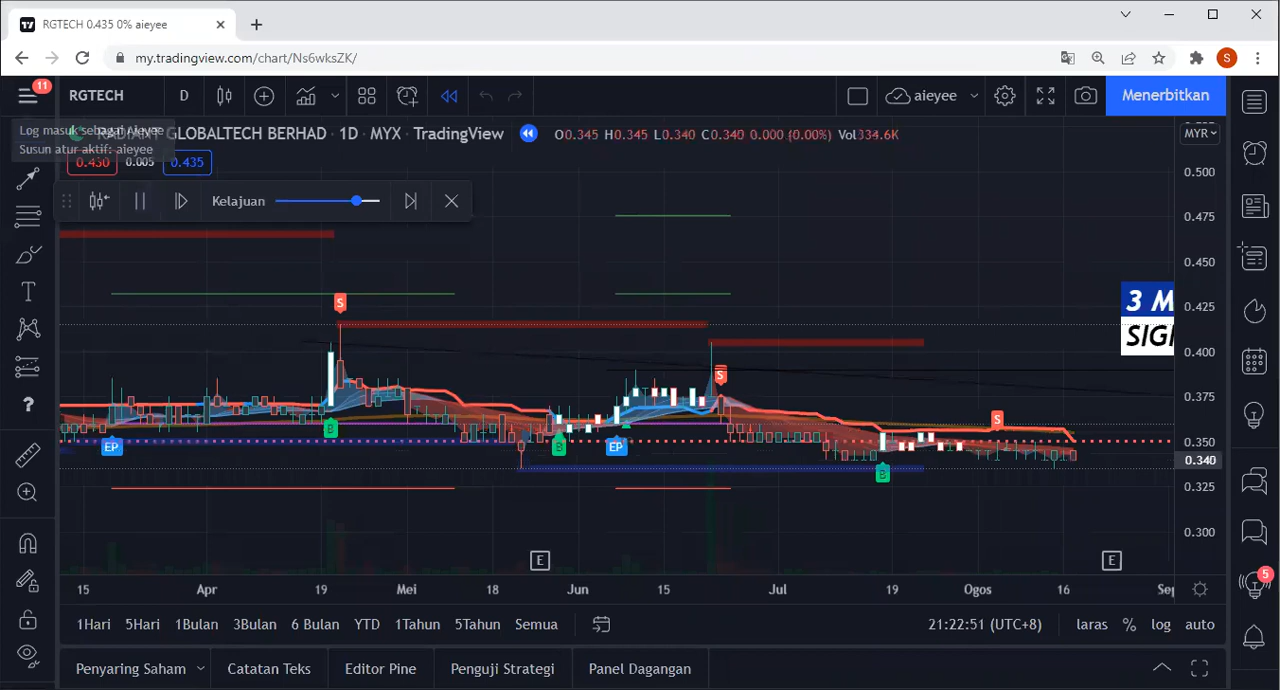 RGTECH 0.435 0% aieyee
my.tradingview.com/chart/Ns6wksZK/
S
11
RGTECH
D
aieyee
Menerbitkan
Log masuk sebagai Aieyee
Susun atur aktif: aieyee
RADIANT GLOBALTECH BERHAD · 1D · MYX · TradingView
O0.345 H0.345 L0.340 C0.340 0.000 (0.00%) Vol334.6K
MYR
0.430
0.005
0.435
Kelajuan
0.500
0.475
0.450
0.425
0.400
0.375
0.350
0.340
0.325
0.300
3 M
SIG
S
S
S
EP
B
B
EP
B
E
E
15
Apr
19
Mei
18
Jun
15
Jul
19
Ogos
16
Sep
1Hari
5Hari
1Bulan
3Bulan
6 Bulan
YTD
1Tahun
5Tahun
Semua
21:22:51 (UTC+8)
laras
%
log
auto
5
Penyaring Saham
Catatan Teks
Editor Pine
Penguji Strategi
Panel Dagangan